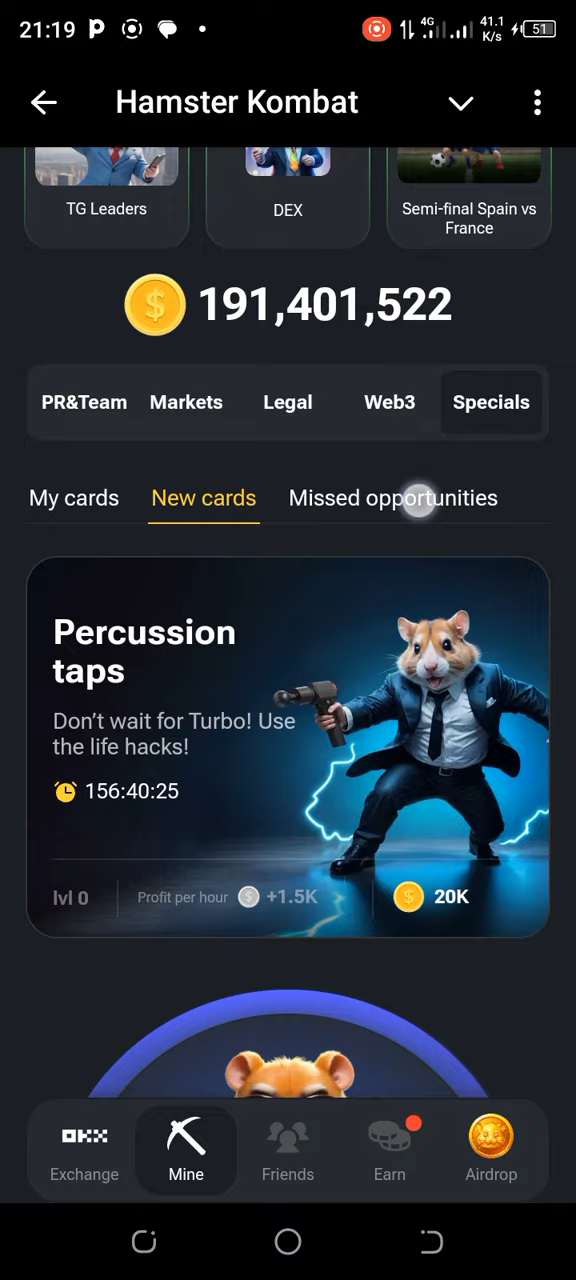 21:19
4G
41.1
K/s
51
Hamster Kombat
TG Leaders
DEX
Semi-final Spain vs
France
191,401,522
PR&Team Markets Legal Web3 Specials
My cards New cards Missed opportunities
Percussion
taps
Don’t wait for Turbo! Use
the life hacks!
156:40:25
lvl 0 Profit per hour +1.5K 20K
OKX
Exchange Mine Friends Earn Airdrop